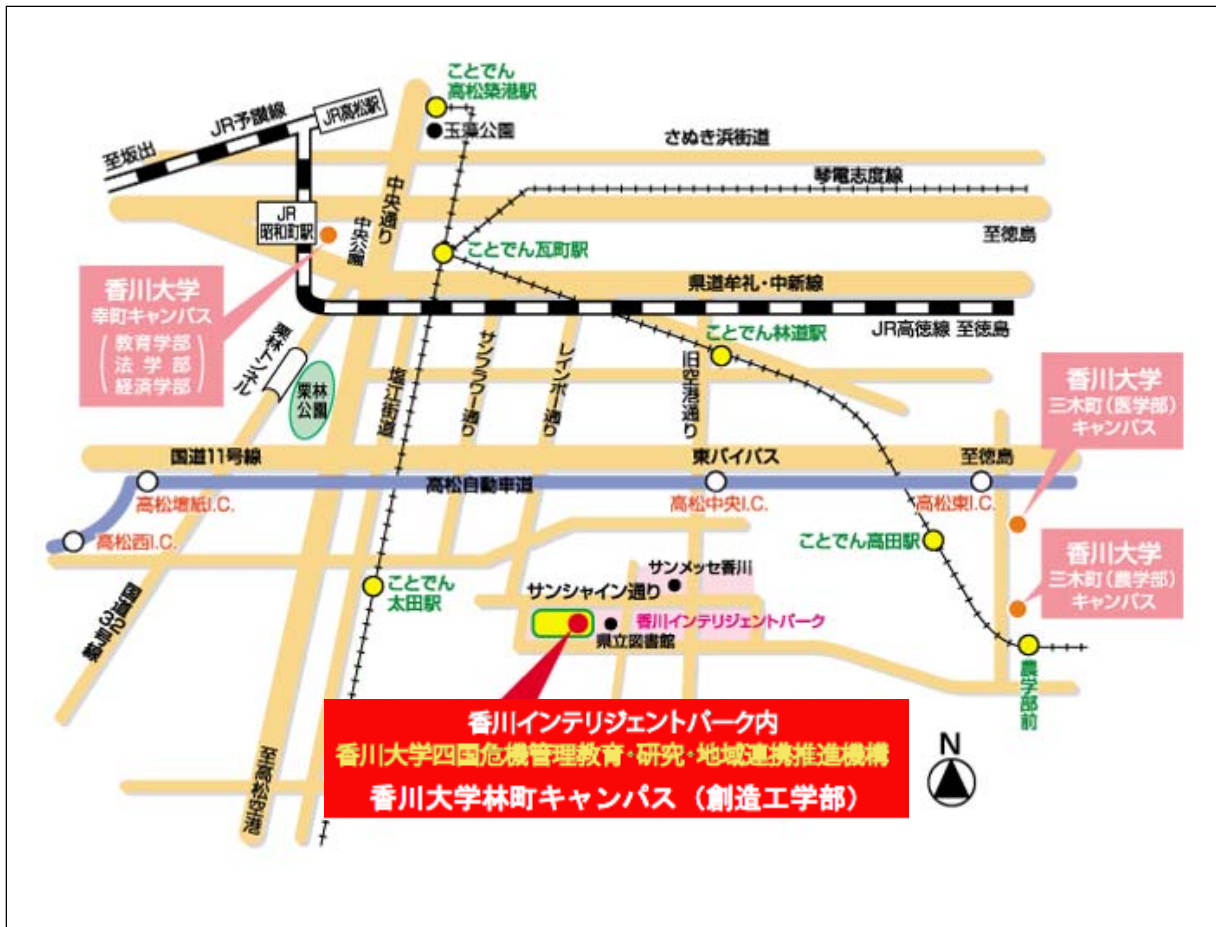 ことでん
高松築港駅
JR予讃線
JR高松駅
玉藻公園
至坂出
さぬき浜街道
琴電志度線
中央通り
JR
昭和町駅
中央公園
至徳島
ことでん瓦町駅
香川大学
幸町キャンパス
教育学部
法学部
経済学部
県道牟礼・中新線
JR高徳線 至徳島
ことでん林道駅
栗林トンネル
栗林
公園
塩江街道
サンフラワー通り
レインボー通り
旧空港通り
香川大学
三木町(医学部)
キャンパス
国道11号線
東バイパス
至徳島
高松自動車道
高松檀紙I.C.
高松中央I.C.
高松東I.C.
高松西I.C.
ことでん高田駅
香川大学
三木町(農学部)
キャンパス
サンメッセ香川
ことでん
太田駅
サンシャイン通り
香川インテリジェントパーク
県立図書館
国道32号線
農学部前
香川インテリジェントパーク内
香川大学四国危機管理教育・研究・地域連携推進機構
香川大学林町キャンパス(創造工学部)
至高松空港
N